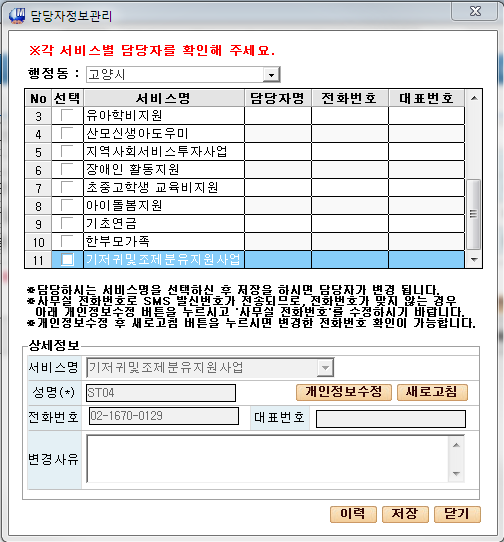 담당자정보관리
※각 서비스별 담당자를 확인해 주세요.
행정동 : 고양시
No 선택 서비스명 담당자명 전화번호 대표번호
3 유아학비지원
4 산모신생아도우미
5 지역사회서비스투자사업
6 장애인 활동지원
7 초중고학생 교육비지원
8 아이돌봄지원
9 기초연금
10 한부모가족
11 기저귀및조제분유지원사업
※담당하시는 서비스명을 선택하신 후 저장을 하시면 담당자가 변경 됩니다.
※사무실 전화번호로 SMS 발신번호가 전송되므로, 전화번호가 맞지 않는 경우
아래 개인정보수정 버튼을 누르시고 '사무실 전화번호'를 수정하시기 바랍니다.
※개인정보수정 후 새로고침 버튼을 누르시면 변경한 전화번호 확인이 가능합니다.
상세정보
서비스명 기저귀및조제분유지원사업
성명(*) ST04 개인정보수정 새로고침
전화번호 02-1670-0129 대표번호
변경사유
이력 저장 닫기